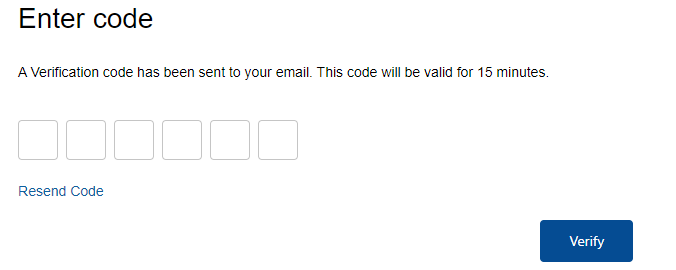 Enter code
A Verification code has been sent to your email. This code will be valid for 15 minutes.
Resend Code
Verify